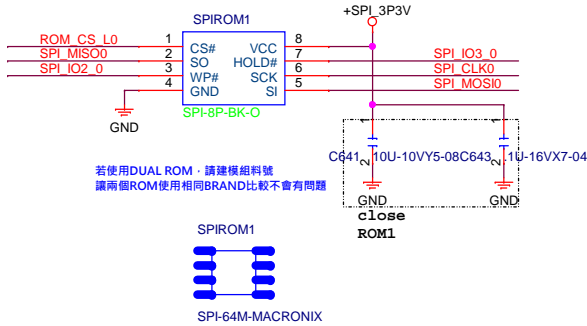 SPIROM1
+SPI_3P3V
ROM_CS_L0 1 CS# VCC 8
SPI_MISO0 2 SO HOLD# 7 SPI_IO3_0
SPI_IO2_0 3 WP# SCK 6 SPI_CLK0
4 GND SI 5 SPI_MOSI0
SPI-8P-BK-O
GND
1 1
C641 10U-10VY5-08 C643 .1U-16VX7-04
2 2
GND GND
close
ROM1
若使用DUAL ROM,請建模組料號
讓兩個ROM使用相同BRAND比較不會有問題
SPIROM1
SPI-64M-MACRONIX